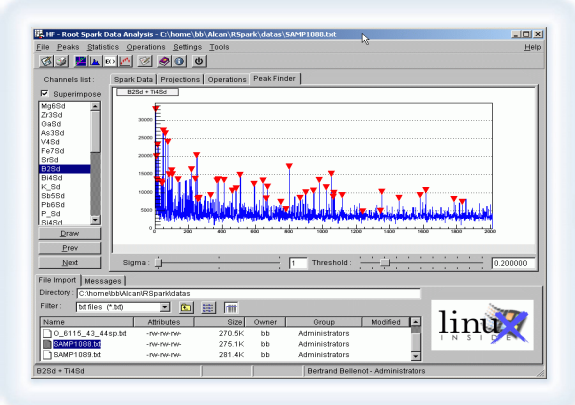 HF - Root Spark Data Analysis - C:\home\bb\Alcan\RSpark\datas\SAMP1088.txt
File Peaks Statistics Operations Settings Tools Help
Channels list :
Spark Data Projections Operations Peak Finder
Superimpose
B2Sd + Ti4Sd
Mg6Sd
Zr3Sd
GaSd
As3Sd
V4Sd
Fe7Sd
SrSd
B2Sd
Bi4Sd
K_Sd
Sb5Sd
Pb6Sd
P_Sd
Si4Sd
30000
25000
20000
15000
10000
5000
0
0 200 400 600 800 1000 1200 1400 1600 1800 2000
Draw
Prev
Next
Sigma : 1 Threshold : 0.200000
File Import Messages
Directory : C:\home\bb\Alcan\RSpark\datas
Filter : txt files (*.txt)
Name Attributes Size Owner Group Modified
O_6115_43_44sp.txt -rw-rw-rw- 270.5K bb Administrators
SAMP1088.txt -rw-rw-rw- 275.1K bb Administrators
SAMP1089.txt -rw-rw-rw- 281.4K bb Administrators
linuX
INSIDE
B2Sd + Ti4Sd Bertrand Bellenot - Administrators